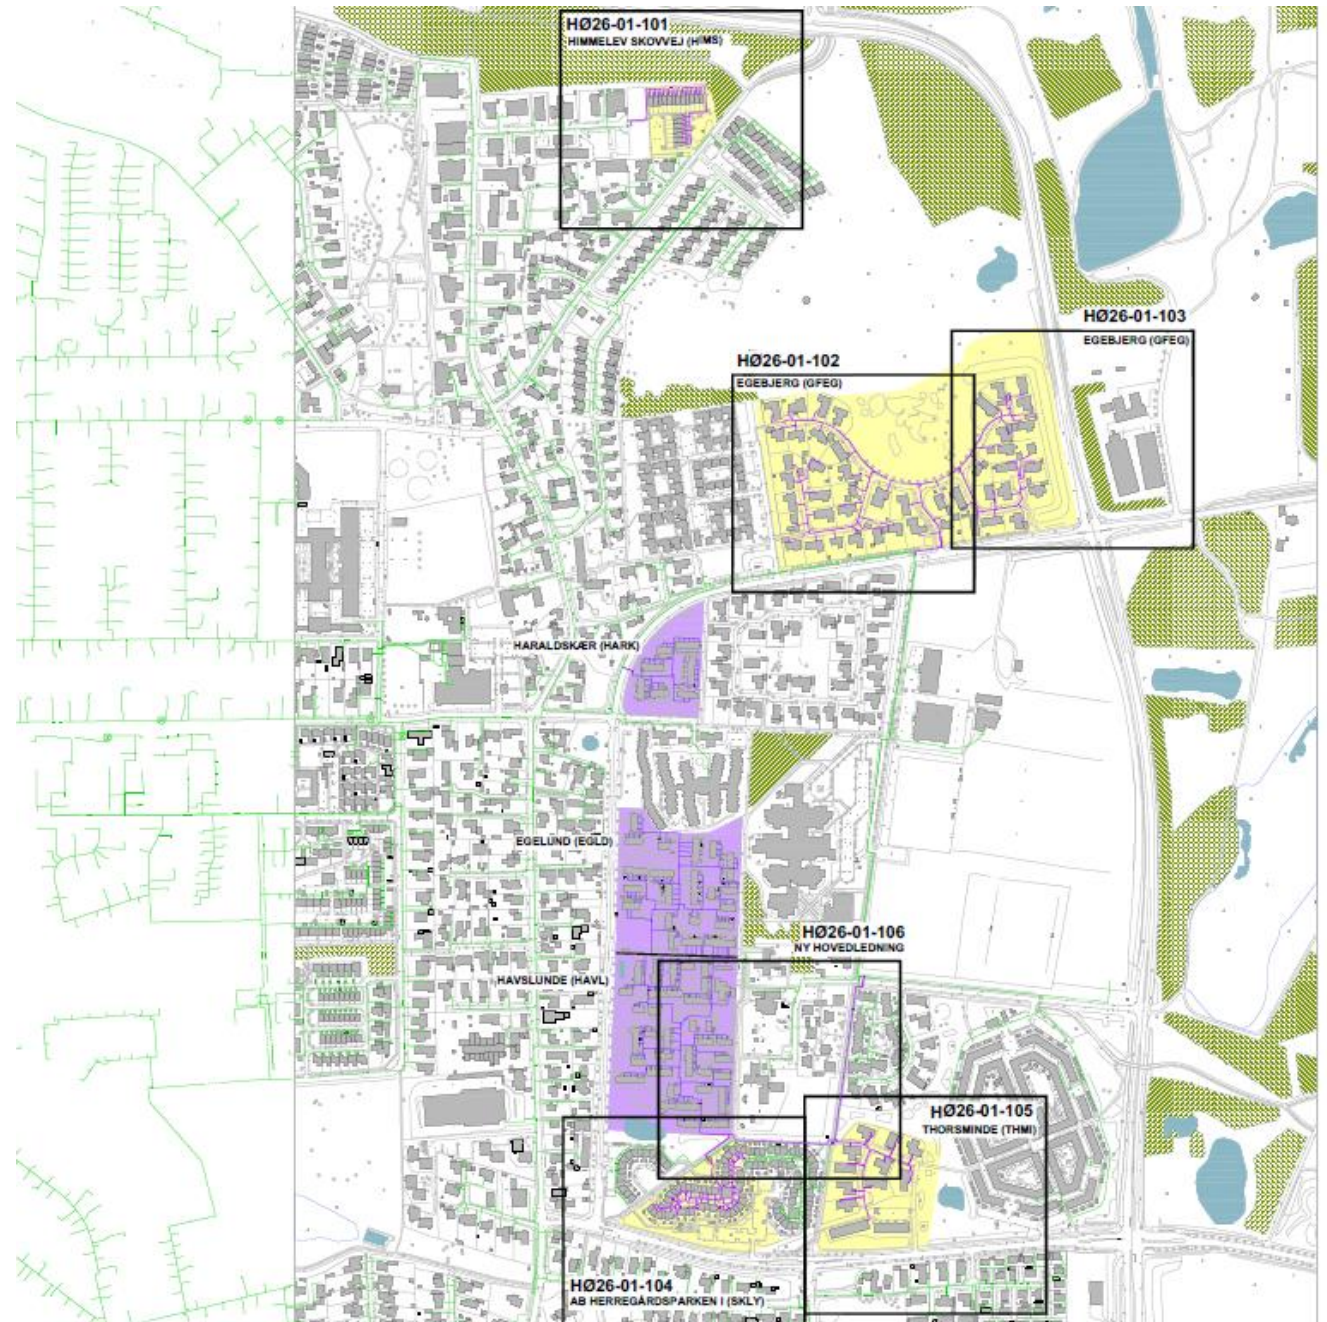 HØ26-01-101
HIMMELEV SKOVVEJ (HIMS)
HØ26-01-103
EGEBJERG (GFEG)
HØ26-01-102
EGEBJERG (GFEG)
HARALDSKÆR (HARK)
EGELUND (EGLD)
HØ26-01-106
NY HOVEDLEDNING
HAVSLUNDE (HAVL)
HØ26-01-105
THORSMINDE (THMI)
HØ26-01-104
AB HERREGÅRDSPARKEN I (SKLY)